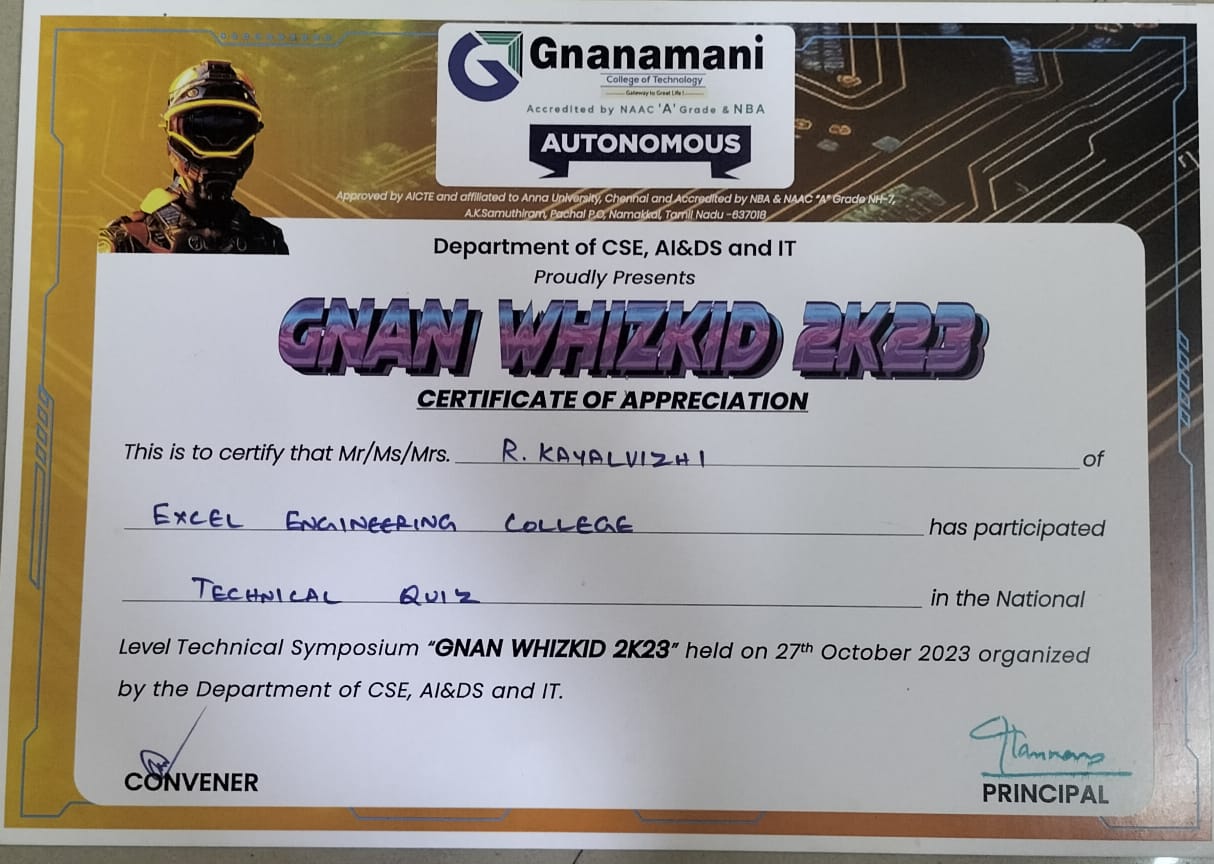 Gnanamani
College of Technology
Gateway to Great Life!
Accredited by NAAC 'A' Grade & NBA
AUTONOMOUS
Approved by AICTE and affiliated to Anna University, Chennai and Accredited by NBA & NAAC "A" Grade NH-7,
A.K.Samuthiram, Pachal P.O, Namakkal, Tamil Nadu -637018
Department of CSE, AI&DS and IT
Proudly Presents
GNAN WHIZKID 2K23
CERTIFICATE OF APPRECIATION
This is to certify that Mr/Ms/Mrs. R. KAYALVIZHI of
EXCEL ENGINEERING COLLEGE has participated
TECHNICAL QUIZ in the National
Level Technical Symposium "GNAN WHIZKID 2K23" held on 27th October 2023 organized
by the Department of CSE, AI&DS and IT.
CONVENER
PRINCIPAL